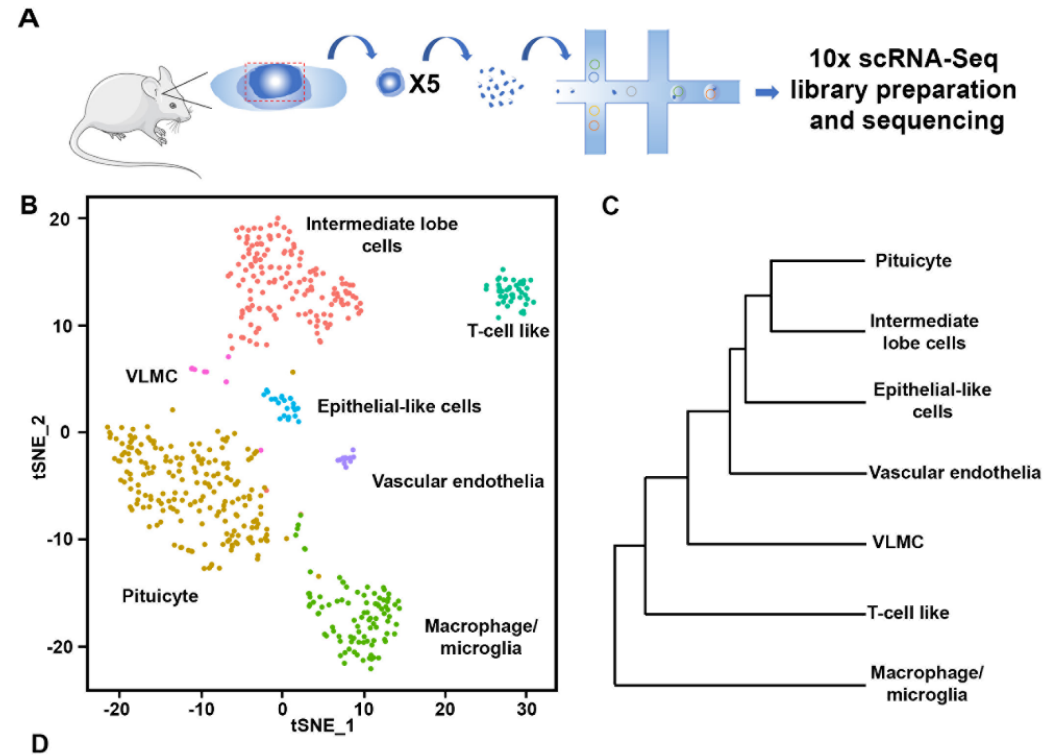 A
X5
10x scRNA-Seq
library preparation
and sequencing
B
20
10
0
-10
-20
tSNE_2
-20
-10
0
10
20
30
tSNE_1
Intermediate lobe
cells
T-cell like
VLMC
Epithelial-like cells
Vascular endothelia
Pituicyte
Macrophage/
microglia
C
Pituicyte
Intermediate
lobe cells
Epithelial-like
cells
Vascular endothelia
VLMC
T-cell like
Macrophage/
microglia
D